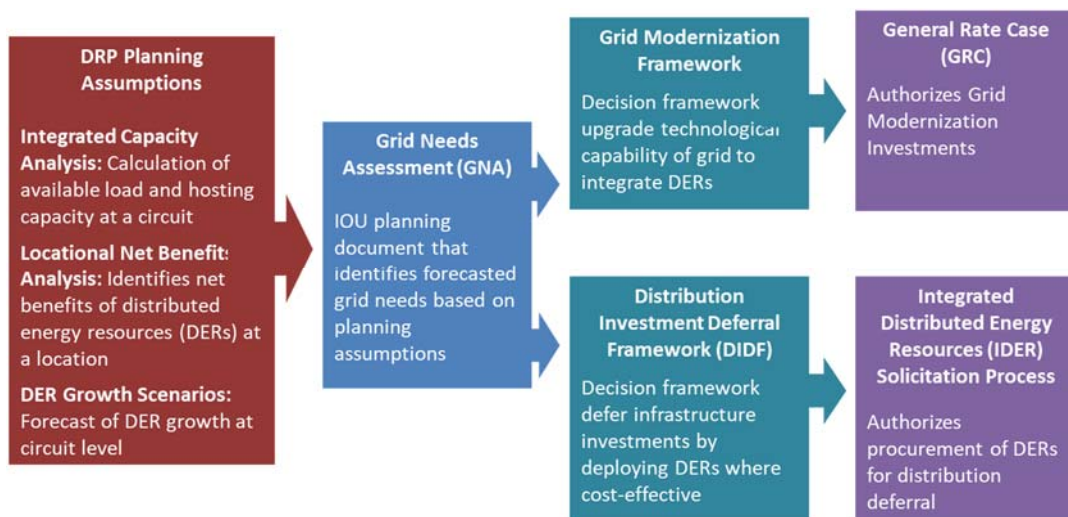 DRP Planning
Assumptions
Integrated Capacity
Analysis: Calculation of
available load and hosting
capacity at a circuit
Locational Net Benefits
Analysis: Identifies net
benefits of distributed
energy resources (DERs) at
a location
DER Growth Scenarios:
Forecast of DER growth at
circuit level
Grid Needs
Assessment (GNA)
IOU planning
document that
identifies forecasted
grid needs based on
planning
assumptions
Grid Modernization
Framework
Decision framework
upgrade technological
capability of grid to
integrate DERs
General Rate Case
(GRC)
Authorizes Grid
Modernization
Investments
Distribution
Investment Deferral
Framework (DIDF)
Decision framework
defer infrastructure
investments by
deploying DERs where
cost-effective
Integrated
Distributed Energy
Resources (IDER)
Solicitation Process
Authorizes
procurement of DERs
for distribution
deferral